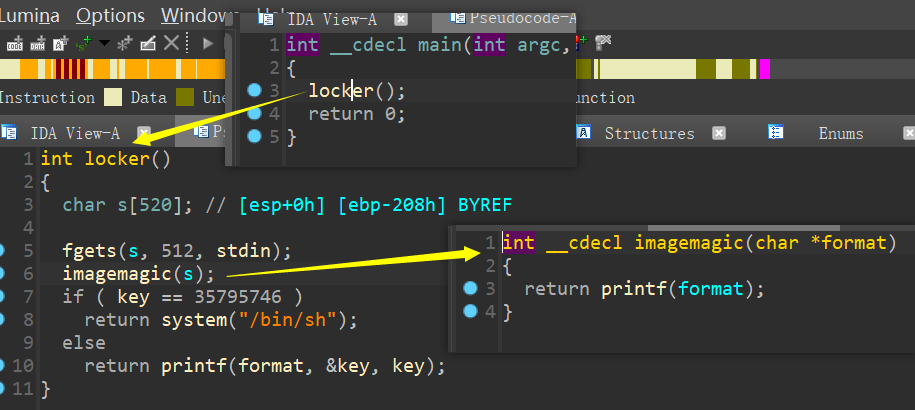 Lumina Options Windows
Instruction Data Une unction
IDA View-A Pseudocode-A
1 int __cdecl main(int argc,
2 {
3 locker();
4 return 0;
5 }
IDA View-A Ps Structures Enums
1 int locker()
2 {
3 char s[520]; // [esp+0h] [ebp-208h] BYREF
4
5 fgets(s, 512, stdin);
6 imagemagic(s);
7 if ( key == 35795746 )
8 return system("/bin/sh");
9 else
10 return printf(format, &key, key);
11 }
1 int __cdecl imagemagic(char *format)
2 {
3 return printf(format);
4 }